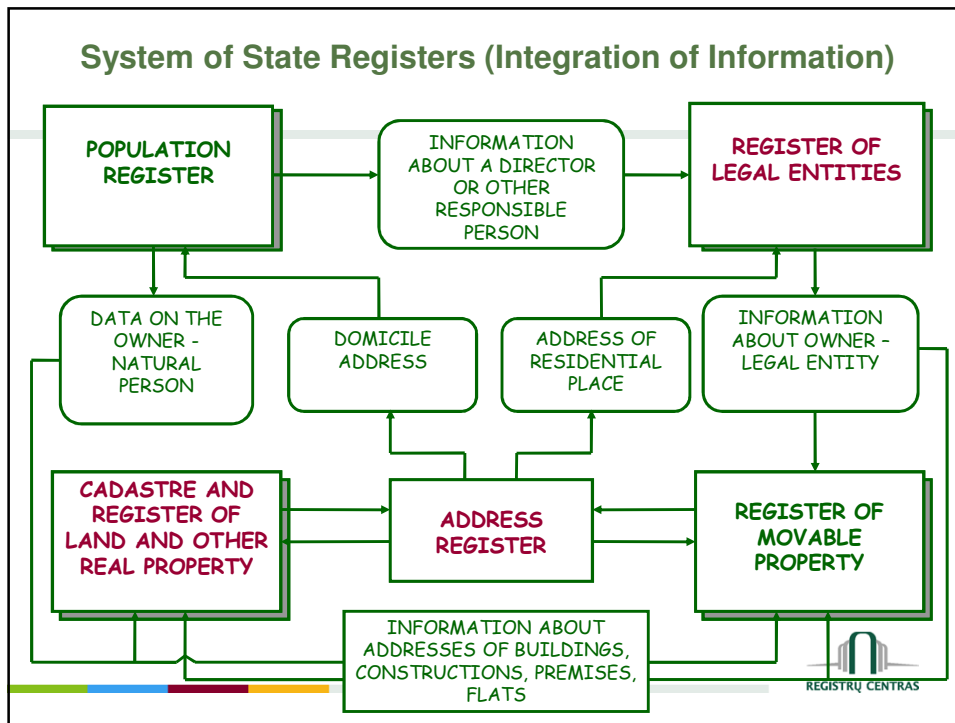 System of State Registers (Integration of Information)
POPULATION
REGISTER
INFORMATION
ABOUT A DIRECTOR
OR OTHER
RESPONSIBLE
PERSON
REGISTER OF
LEGAL ENTITIES
DATA ON THE
OWNER -
NATURAL
PERSON
DOMICILE
ADDRESS
ADDRESS OF
RESIDENTIAL
PLACE
INFORMATION
ABOUT OWNER –
LEGAL ENTITY
CADASTRE AND
REGISTER OF
LAND AND OTHER
REAL PROPERTY
ADDRESS
REGISTER
REGISTER OF
MOVABLE
PROPERTY
INFORMATION ABOUT
ADDRESSES OF BUILDINGS,
CONSTRUCTIONS, PREMISES,
FLATS
REGISTRŲ CENTRAS